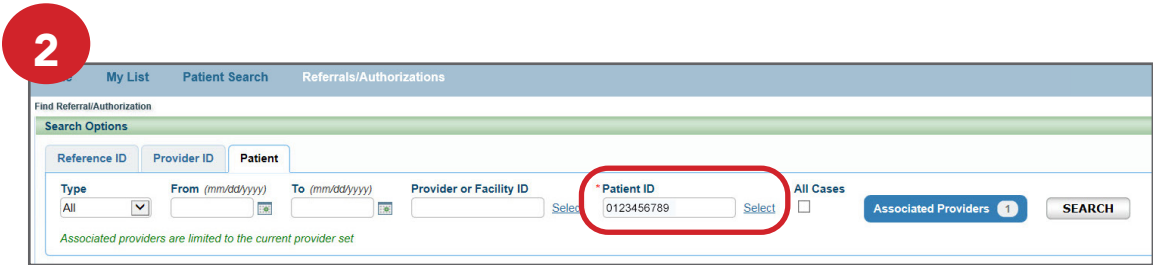 2
My List Patient Search Referrals/Authorizations
Find Referral/Authorization
Search Options
Reference ID Provider ID Patient
Type From (mm/dd/yyyy) To (mm/dd/yyyy) Provider or Facility ID *Patient ID All Cases
All Select 0123456789 Select Associated Providers 1 SEARCH
Associated providers are limited to the current provider set